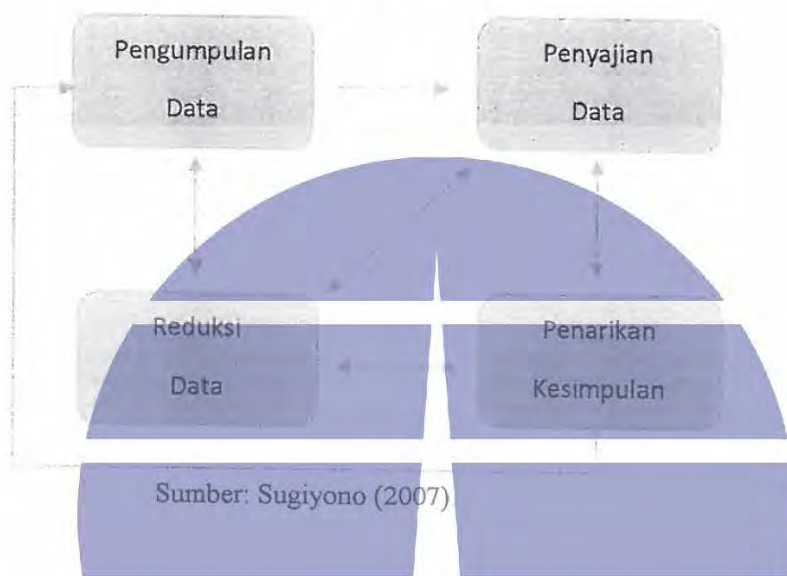 Pengumpulan
Data
Penyajian
Data
Reduksi
Data
Penarikan
Kesimpulan
Sumber: Sugiyono (2007)